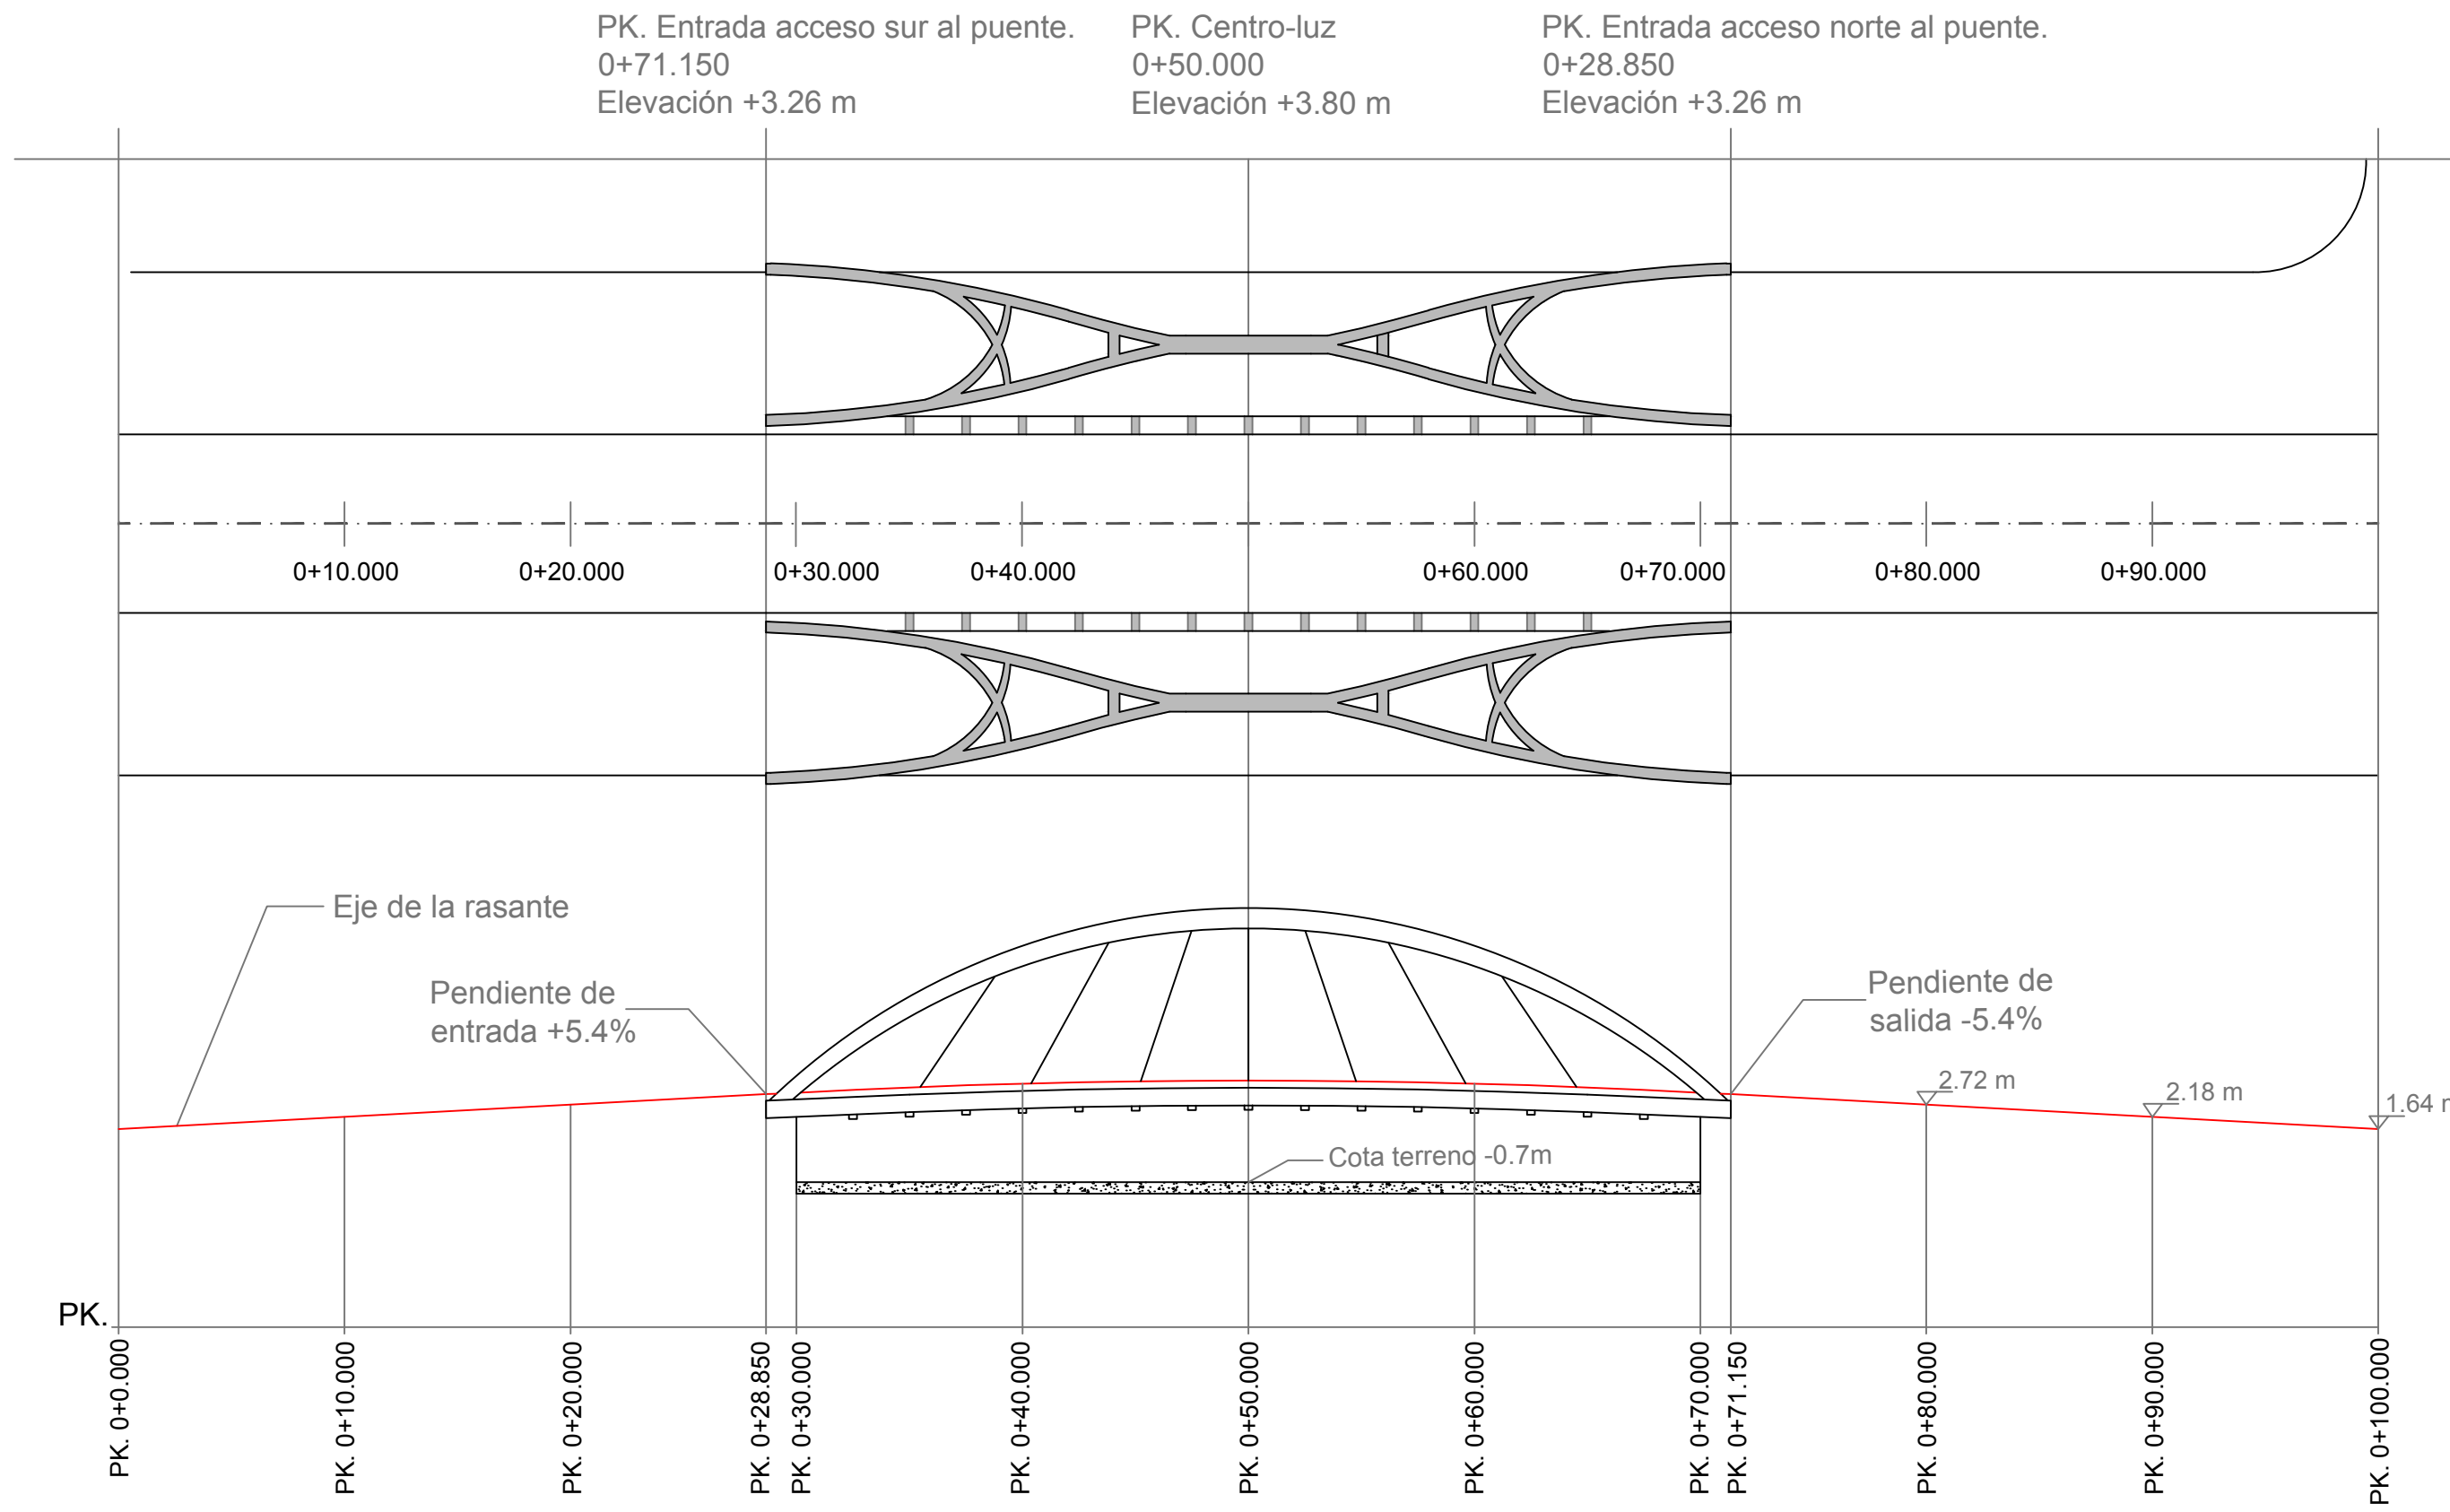 PK. Entrada acceso sur al puente.
0+71.150
Elevación +3.26 m
PK. Centro-luz
0+50.000
Elevación +3.80 m
PK. Entrada acceso norte al puente.
0+28.850
Elevación +3.26 m
0+10.000
0+20.000
0+30.000
0+40.000
0+60.000
0+70.000
0+80.000
0+90.000
Eje de la rasante
Pendiente de
entrada +5.4%
Pendiente de
salida -5.4%
2.72 m
2.18 m
1.64
Cota terreno -0.7m
PK.
PK. 0+0.000
PK. 0+10.000
PK. 0+20.000
PK. 0+28.850
PK. 0+30.000
PK. 0+40.000
PK. 0+50.000
PK. 0+60.000
PK. 0+70.000
PK. 0+71.150
PK. 0+80.000
PK. 0+90.000
PK. 0+100.000